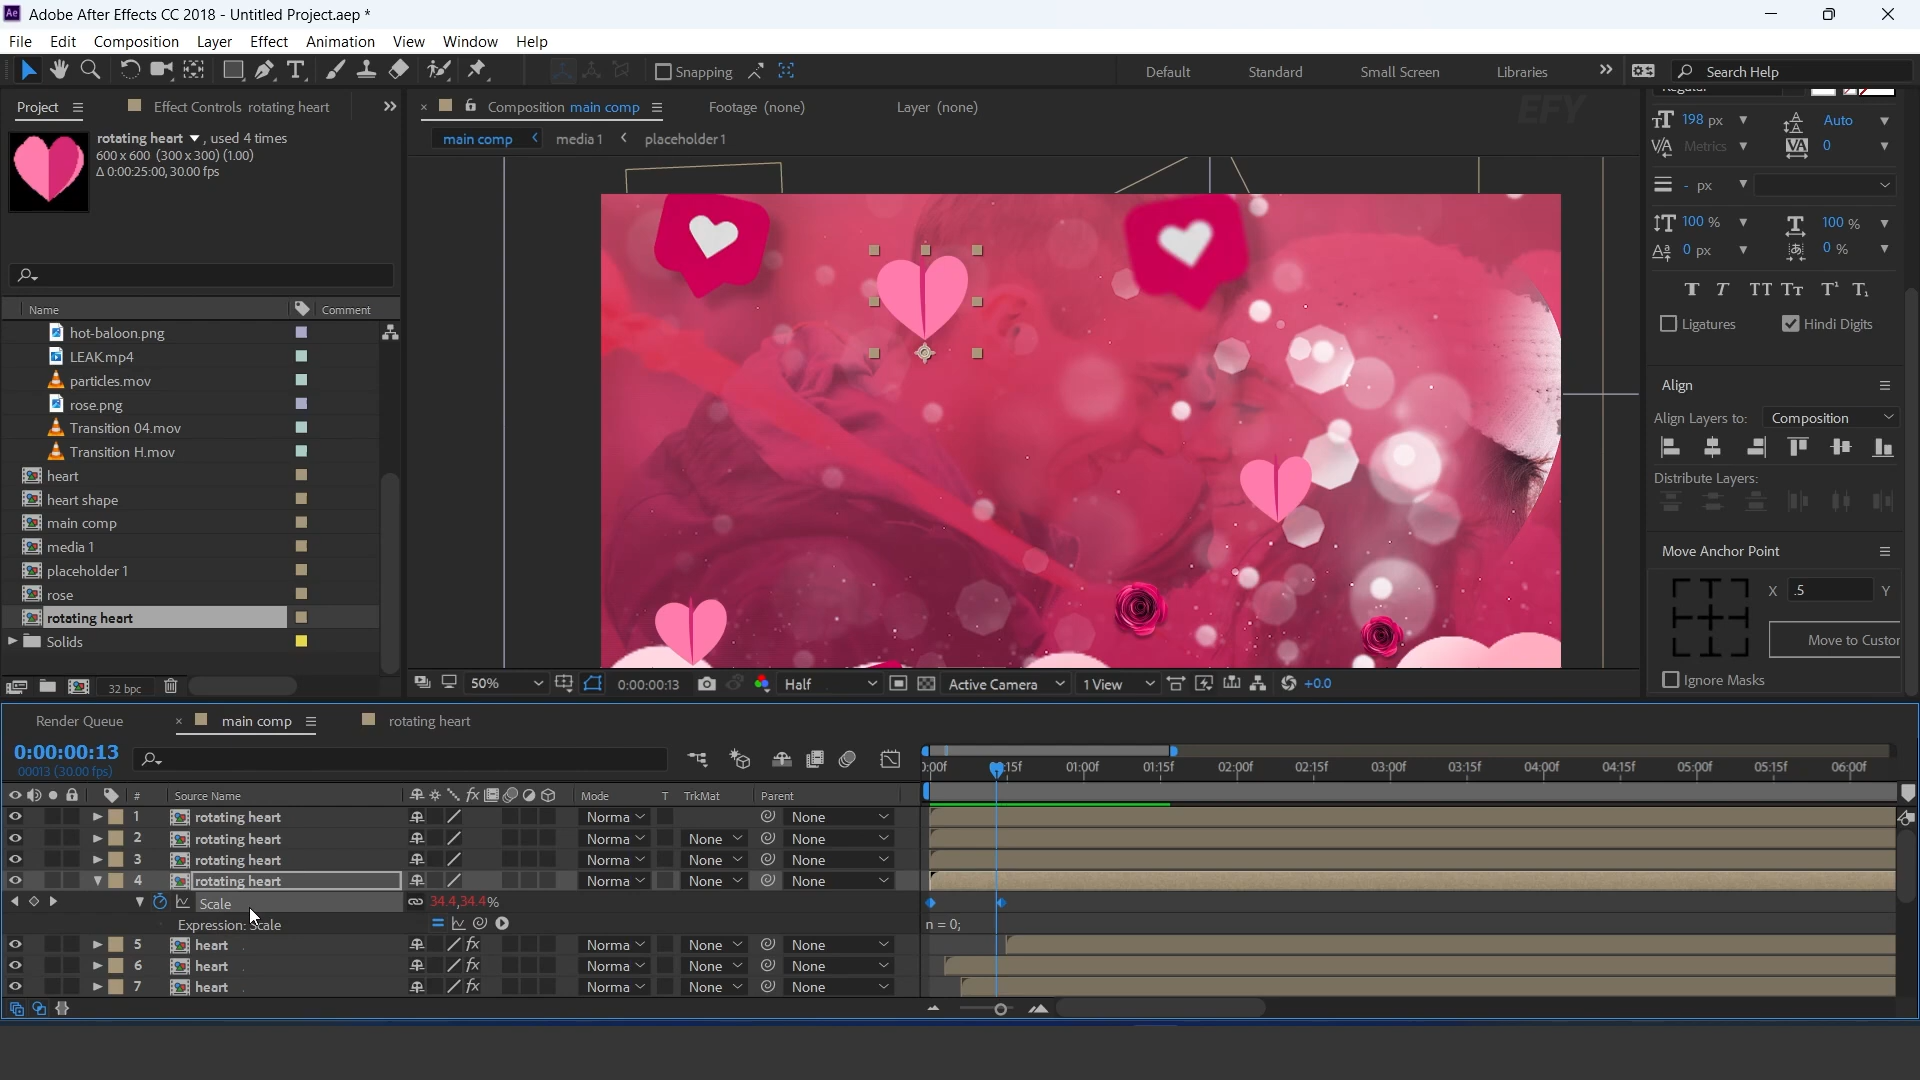 Ae Adobe After Effects CC 2018 - Untitled Project.aep *
File Edit Composition Layer Effect Animation View Window Help
Snapping Default Standard Small Screen Libraries » Search Help
Project Effect Controls rotating heart »
× Composition main comp Footage (none) Layer (none)
EFY
main comp < media 1 < placeholder 1
rotating heart ▼ , used 4 times
600 x 600 (300 x 300) (1.00)
Δ 0:00:25:00, 30.00 fps
Name Comment
hot-baloon.png
LEAK.mp4
particles.mov
rose.png
Transition 04.mov
Transition H.mov
heart
heart shape
main comp
media 1
placeholder 1
rose
rotating heart
Solids
32 bpc
50% 0:00:00:13 Half Active Camera 1 View +0.0
198 px Auto
Metrics 0
- px
100 % 100 %
0 px 0 %
T T TT Tt T¹ T₁
Ligatures Hindi Digits
Align
Align Layers to: Composition
Distribute Layers:
Move Anchor Point
X .5 Y
Move to Custor
Ignore Masks
Render Queue × main comp rotating heart
0:00:00:13
00013 (30.00 fps)
):00f 15f 01:00f 01:15f 02:00f 02:15f 03:00f 03:15f 04:00f 04:15f 05:00f 05:15f 06:00f
# Source Name fx Mode T TrkMat Parent
1 rotating heart Norma None
2 rotating heart Norma None None
3 rotating heart Norma None None
4 rotating heart Norma None None
Scale 34.4,34.4%
Expression: Scale n = 0;
5 heart fx Norma None None
6 heart fx Norma None None
7 heart fx Norma None None